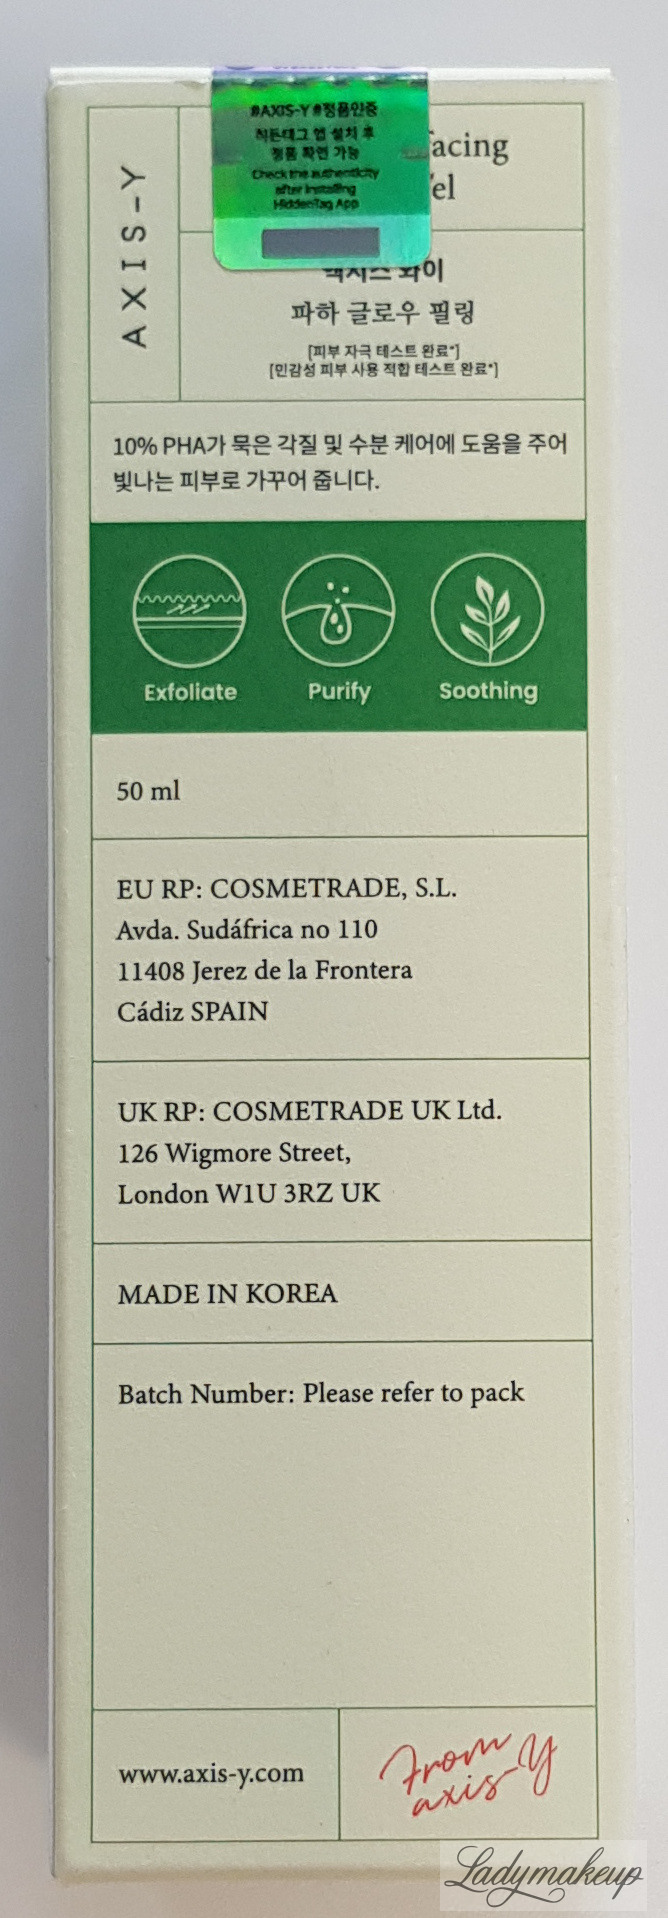 #AXIS-Y #정품인증
히든태그 앱 설치 후
정품 확인 가능
Check the authenticity
after installing
HiddenTag App
acing
el
AXIS-Y
액시스 와이
파하 글로우 필링
[피부 자극 테스트 완료*]
[민감성 피부 사용 적합 테스트 완료*]
10% PHA가 묵은 각질 및 수분 케어에 도움을 주어
빛나는 피부로 가꾸어 줍니다.
Exfoliate Purify Soothing
50 ml
EU RP: COSMETRADE, S.L.
Avda. Sudáfrica no 110
11408 Jerez de la Frontera
Cádiz SPAIN
UK RP: COSMETRADE UK Ltd.
126 Wigmore Street,
London W1U 3RZ UK
MADE IN KOREA
Batch Number: Please refer to pack
www.axis-y.com
From
axis-y
Ladymakeup